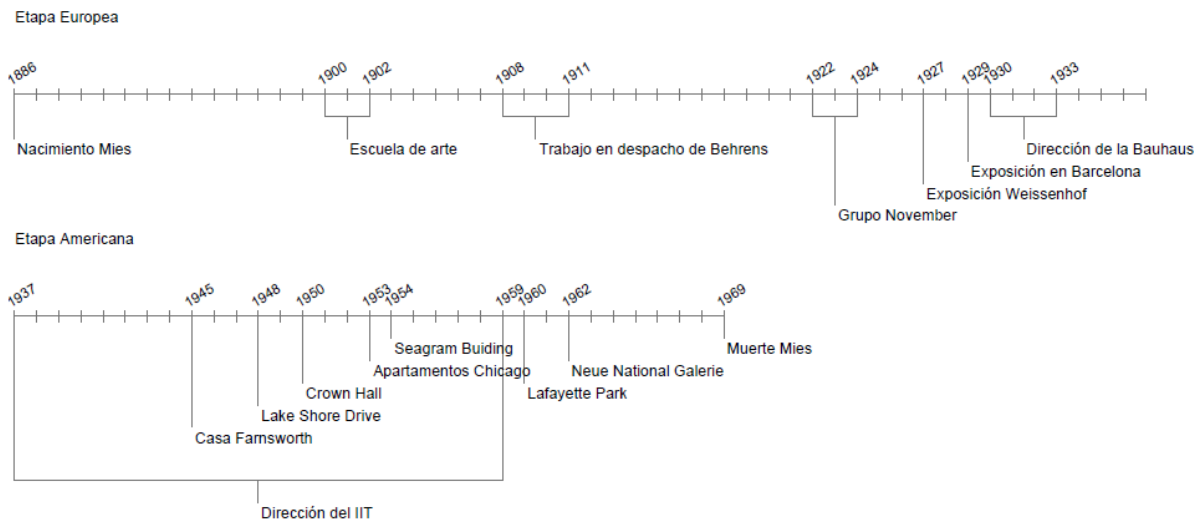 Etapa Europea
1886 1900 1902 1908 1911 1922 1924 1927 1929 1930 1933
Nacimiento Mies Escuela de arte Trabajo en despacho de Behrens Dirección de la Bauhaus
Exposición en Barcelona
Exposición Weissenhof
Grupo November
Etapa Americana
1937 1945 1948 1950 1953 1954 1959 1960 1962 1969
Seagram Buiding Muerte Mies
Apartamentos Chicago Neue National Galerie
Crown Hall Lafayette Park
Lake Shore Drive
Casa Farnsworth
Dirección del IIT